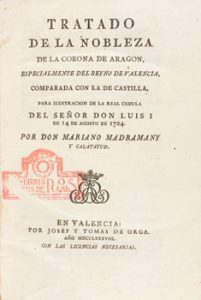 TRATADO
DE LA NOBLEZA
DE LA CORONA DE ARAGON,
ESPECIALMENTE DEL REYNO DE VALENCIA,
COMPARADA CON LA DE CASTILLA,
PARA ILUSTRACION DE LA REAL CEDULA
DEL SEÑOR DON LUIS I
DE 14 DE AGOSTO DE 1724.
POR DON MARIANO MADRAMANY
Y CALATAYUD.
LIBRERO
EN VALENCIA:
POR JOSEF Y TOMAS DE ORGA.
AÑO MDCCLXXXVIII.
CON LAS LICENCIAS NECESARIAS.